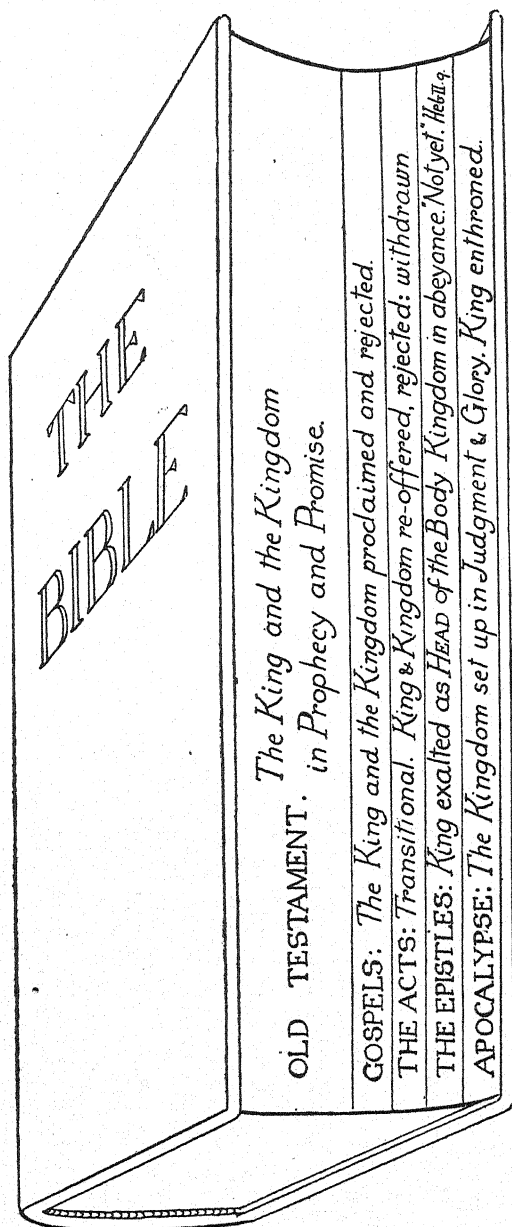 THE
BIBLE
OLD TESTAMENT. The King and the Kingdom
in Prophecy and Promise.
GOSPELS: The King and the Kingdom proclaimed and rejected.
THE ACTS: Transitional. King & Kingdom re-offered, rejected: withdrawn
THE EPISTLES: King exalted as HEAD of the Body Kingdom in abeyance. "Not yet." Heb II. 9.
APOCALYPSE: The Kingdom set up in Judgment & Glory. King enthroned.